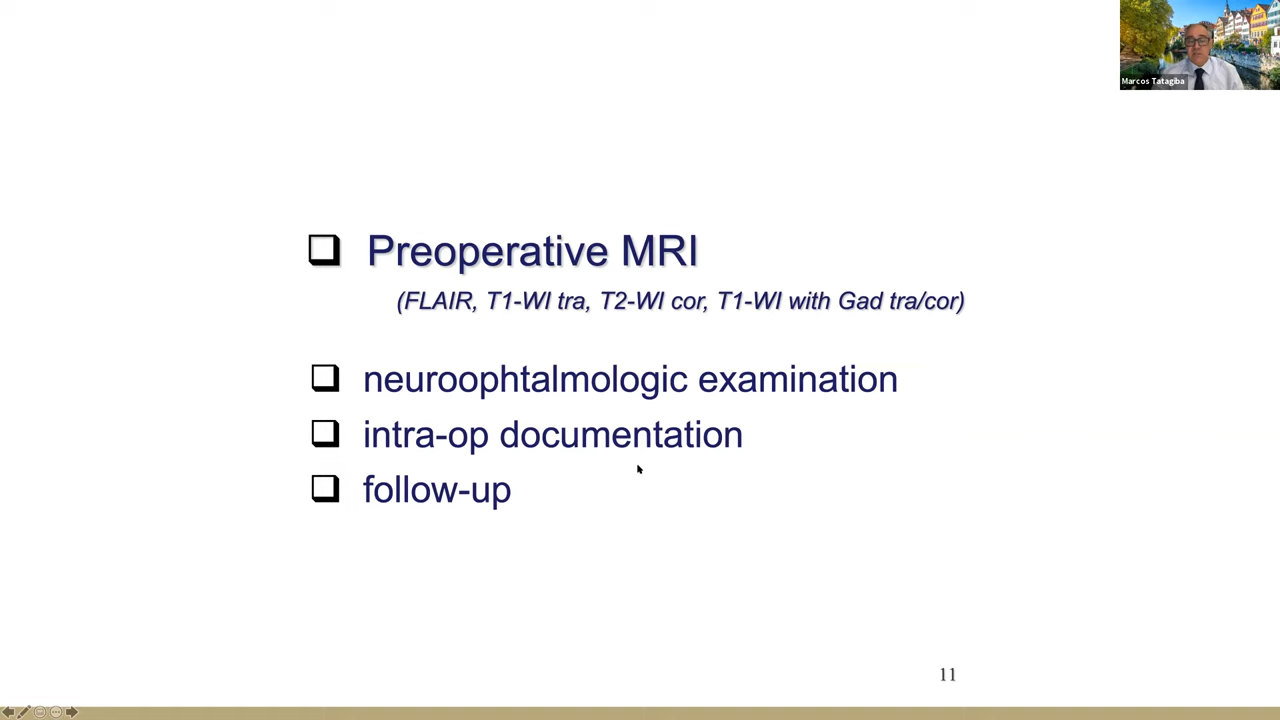 Marcos Tatagiba
Preoperative MRI
(FLAIR, T1-WI tra, T2-WI cor, T1-WI with Gad tra/cor)
neuroophtalmologic examination
intra-op documentation
follow-up
11